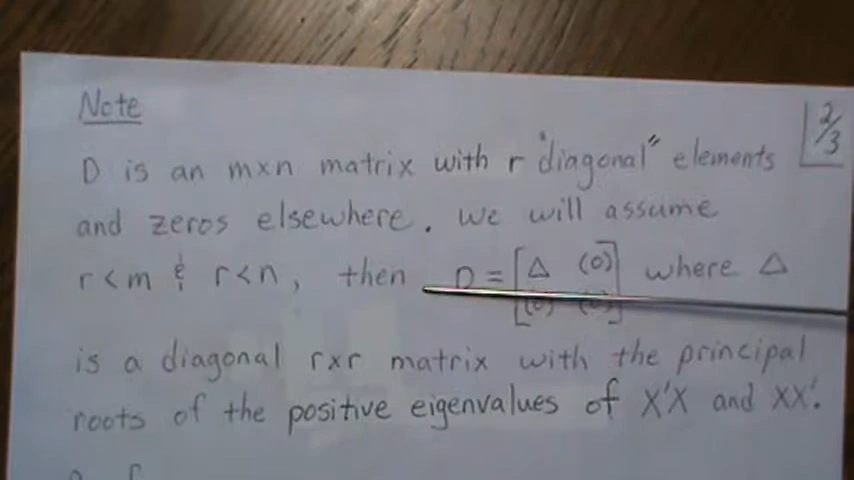 Note
2/3
D is an m×n matrix with r "diagonal" elements
and zeros elsewhere. We will assume
r<m & r<n, then D = [Δ (0)] where Δ
[(0) (0)]
is a diagonal r×r matrix with the principal
roots of the positive eigenvalues of X'X and XX'.